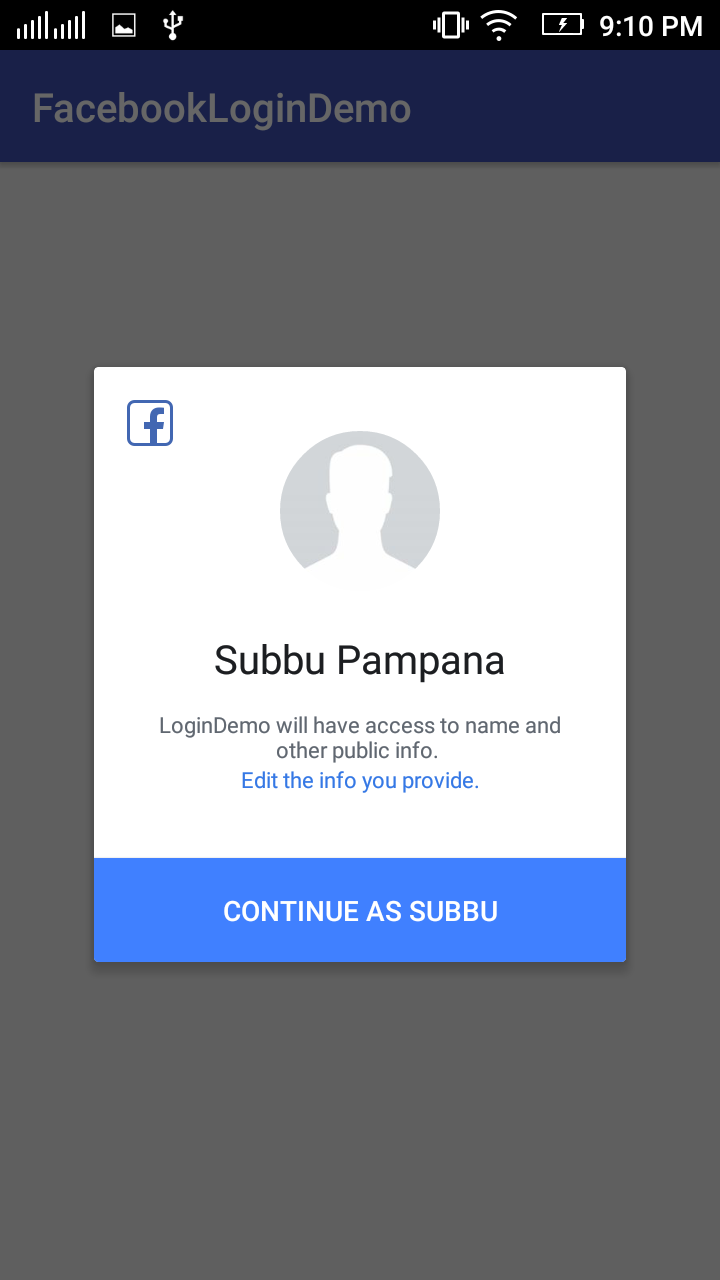 9:10 PM
FacebookLoginDemo
Subbu Pampana
LoginDemo will have access to name and
other public info.
Edit the info you provide.
CONTINUE AS SUBBU